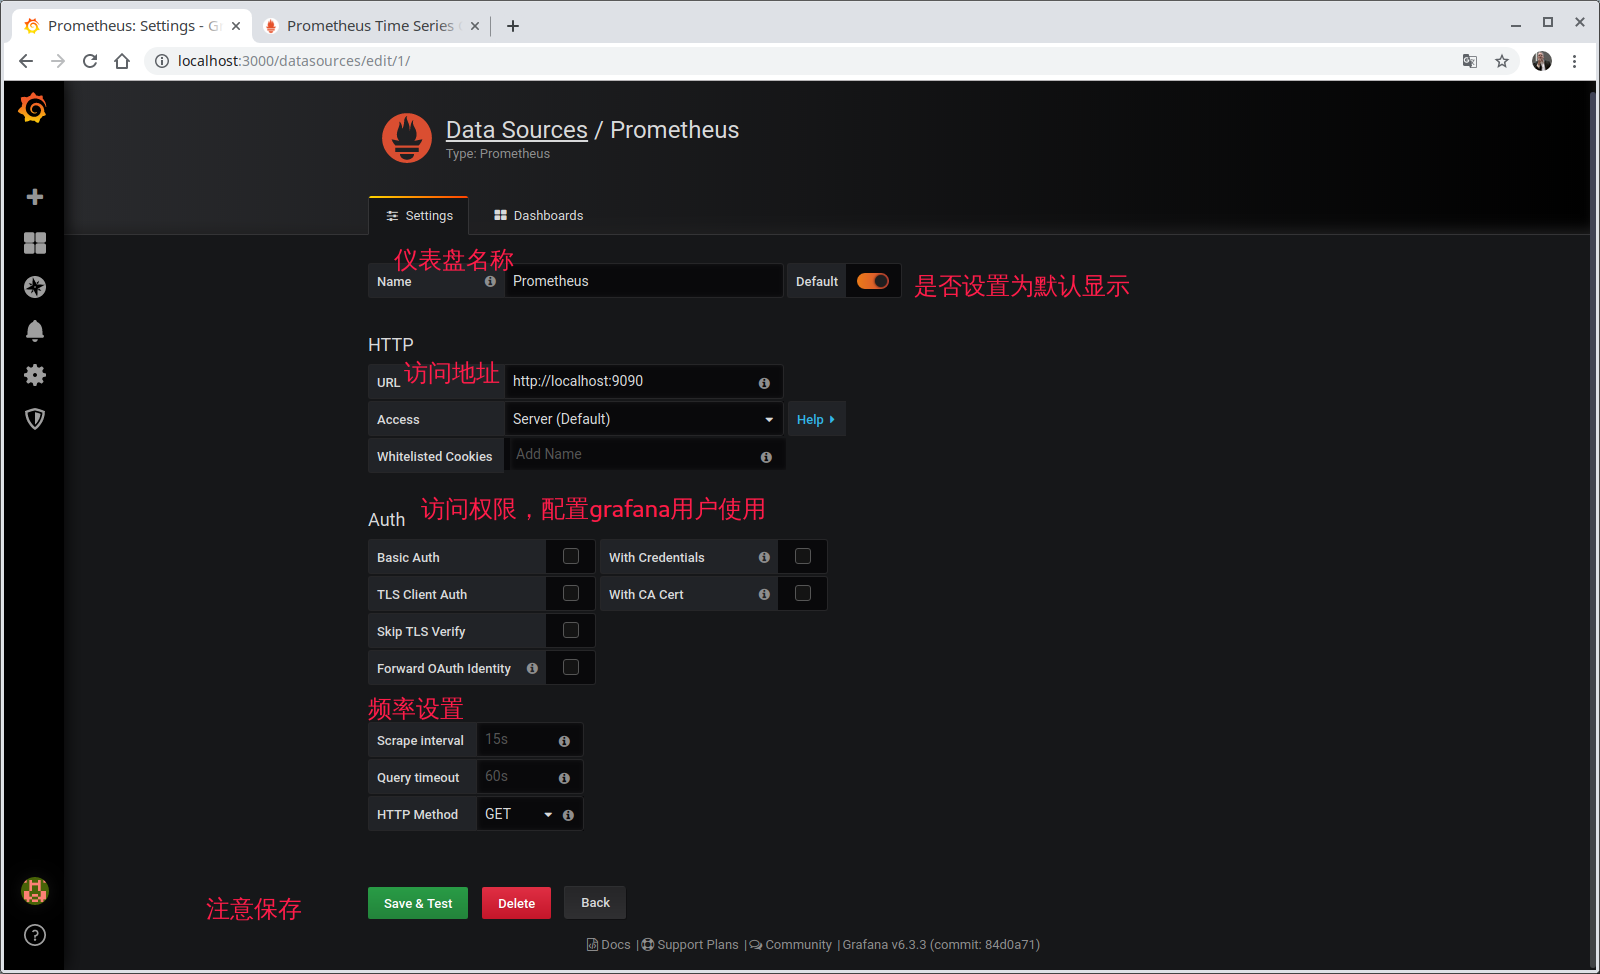 Prometheus: Settings - G
Prometheus Time Series
localhost:3000/datasources/edit/1/
Data Sources / Prometheus
Type: Prometheus
Settings
Dashboards
仪表盘名称
Name
Prometheus
Default
是否设置为默认显示
HTTP
访问地址
URL
http://localhost:9090
Access
Server (Default)
Help
Whitelisted Cookies
Add Name
Auth
访问权限，配置grafana用户使用
Basic Auth
With Credentials
TLS Client Auth
With CA Cert
Skip TLS Verify
Forward OAuth Identity
频率设置
Scrape interval
15s
Query timeout
60s
HTTP Method
GET
注意保存
Save & Test
Delete
Back
Docs | Support Plans | Community | Grafana v6.3.3 (commit: 84d0a71)